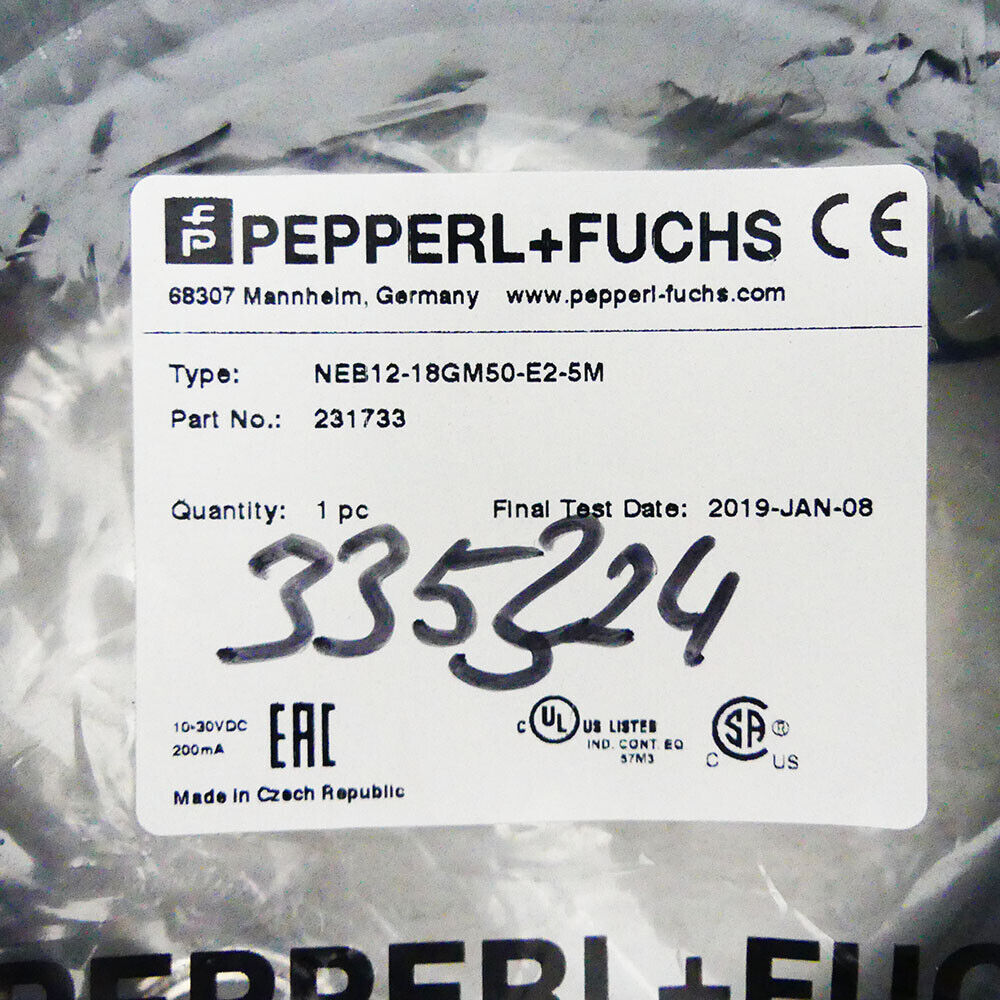 PEPPERL+FUCHS CE
68307 Mannheim, Germany www.pepperl-fuchs.com
Type: NEB12-18GM50-E2-5M
Part No.: 231733
Quantity: 1 pc Final Test Date: 2019-JAN-08
10-30VDC
200mA
EAC
C UL US LISTED
IND. CONT. EQ
57M3
SA ®
C US
Made in Czech Republic
PEPPERL+FUC